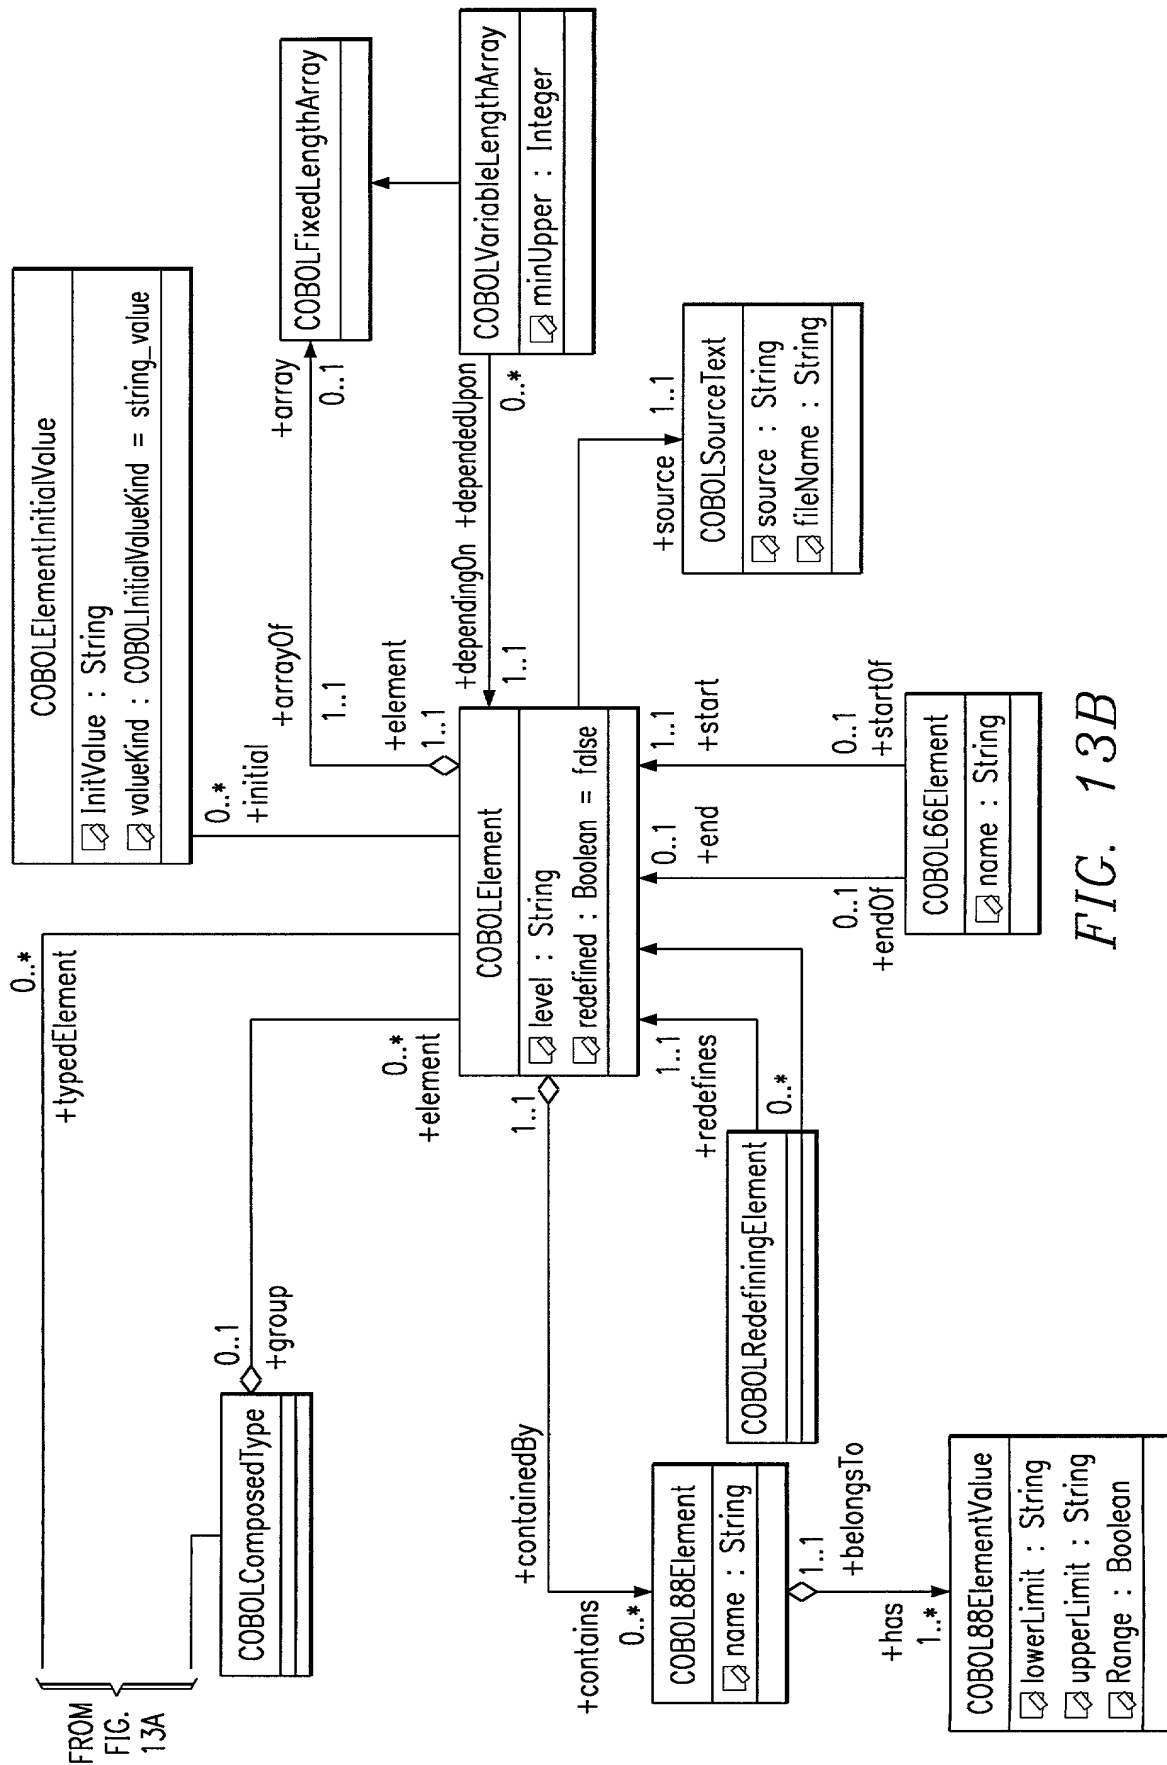 FROM
FIG.
13A
0..*
+typedElement
COBOLComposedType
0..1
+group
0..*
+element
COBOLElementInitialValue
InitValue : String
valueKind : COBOLInitialValueKind = string_value
0..*
+initial
COBOLElement
level : String
redefined : Boolean = false
+element
1..1
+arrayOf
1..1
+array
0..1
COBOLFixedLengthArray
COBOLVariableLengthArray
minUpper : Integer
+dependingOn
+dependedUpon
1..1
0..*
+source
1..1
COBOLSourceText
source : String
fileName : String
1..1
+containedBy
+contains
0..*
COBOL88Element
name : String
1..1
+belongsTo
+has
1..*
COBOL88ElementValue
lowerLimit : String
upperLimit : String
Range : Boolean
1..1
+redefines
0..*
COBOLRedefiningElement
0..1
+end
1..1
+start
0..1
+endOf
0..1
+startOf
COBOL66Element
name : String
FIG. 13B